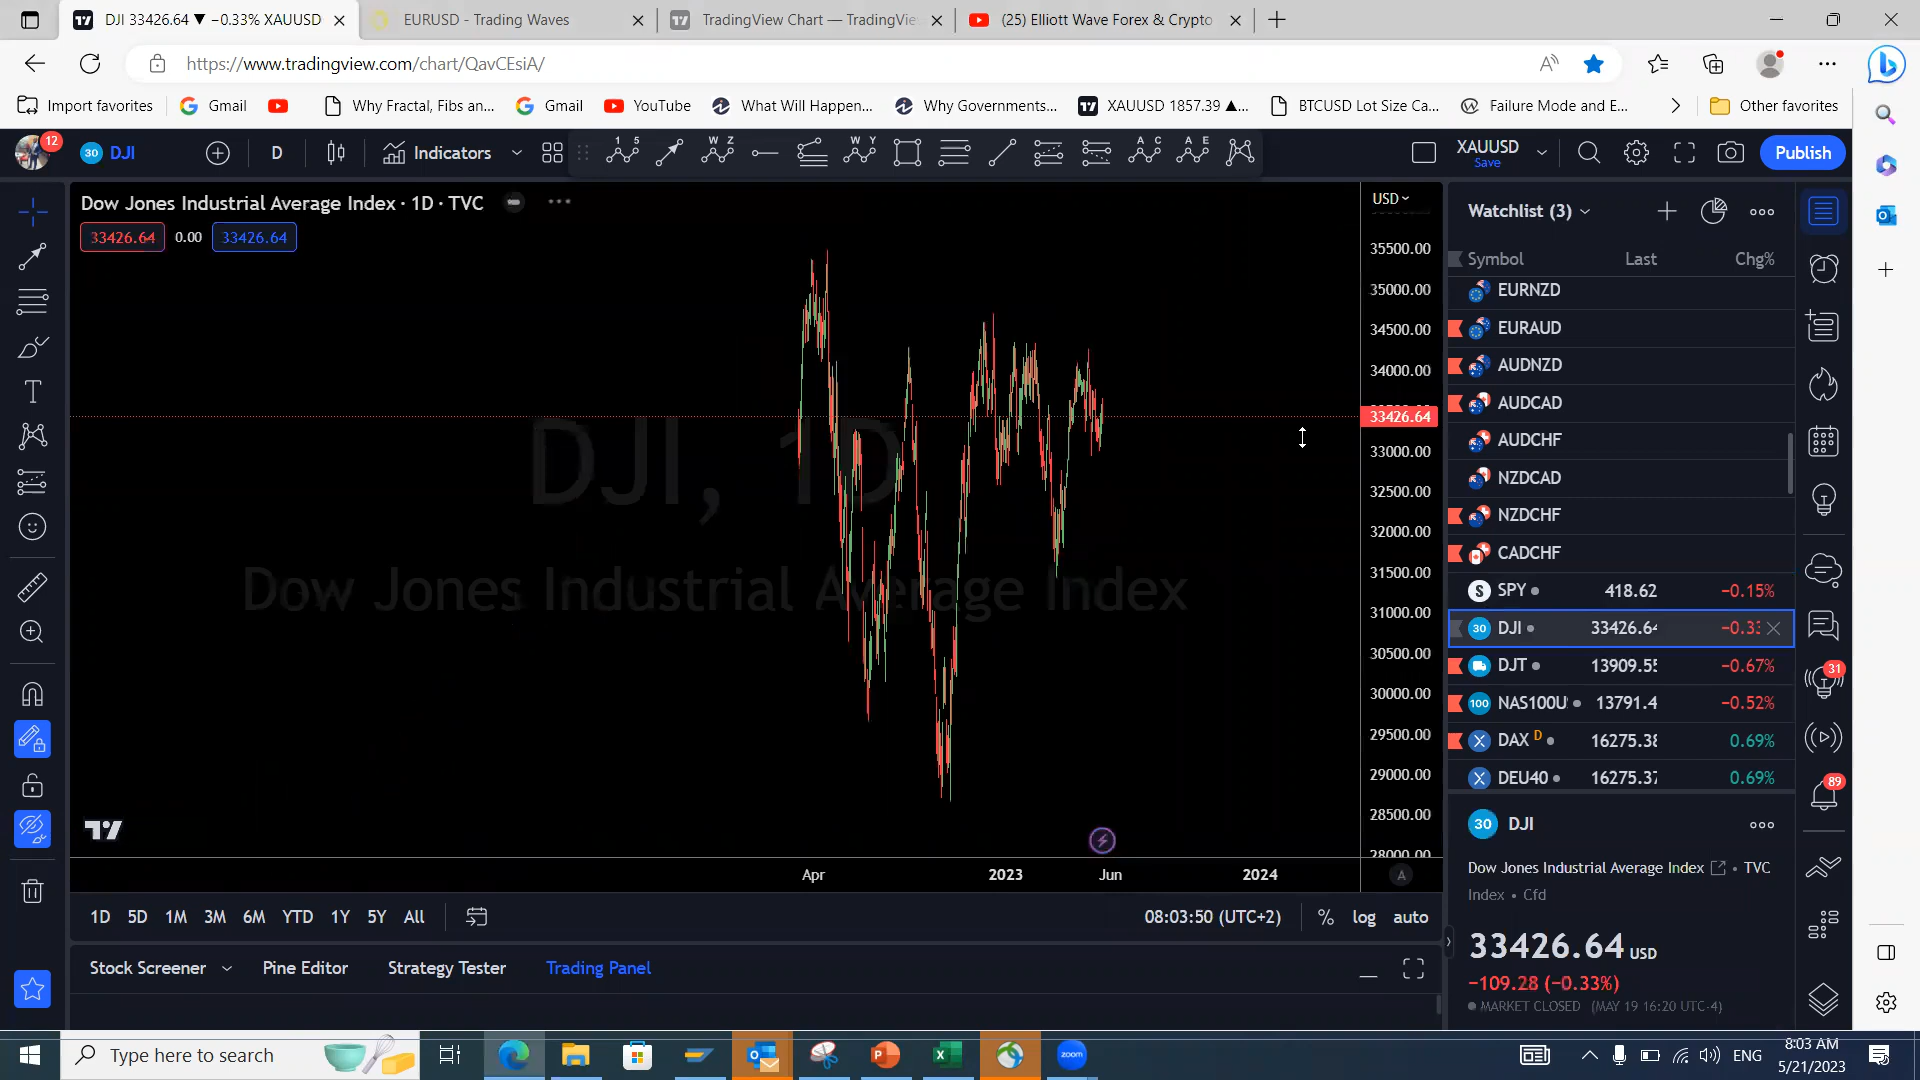 DJI 33426.64 ▼ −0.33% XAUUSD
EURUSD - Trading Waves
TradingView Chart — TradingVie
(25) Elliott Wave Forex & Crypto
https://www.tradingview.com/chart/QavCEsiA/
Import favorites
Gmail
Why Fractal, Fibs an...
Gmail
YouTube
What Will Happen...
Why Governments...
XAUUSD 1857.39 ▲...
BTCUSD Lot Size Ca...
Failure Mode and E...
Other favorites
12
30 DJI
D
Indicators
XAUUSD
Save
Publish
Dow Jones Industrial Average Index · 1D · TVC
33426.64 0.00 33426.64
DJI, 1D
Dow Jones Industrial Average Index
USD
35500.00
35000.00
34500.00
34000.00
33426.64
33000.00
32500.00
32000.00
31500.00
31000.00
30500.00
30000.00
29500.00
29000.00
28500.00
28000.00
Apr 2023 Jun 2024
A
1D 5D 1M 3M 6M YTD 1Y 5Y All
08:03:50 (UTC+2) % log auto
Stock Screener Pine Editor Strategy Tester Trading Panel
Watchlist (3)
Symbol Last Chg%
EURNZD
EURAUD
AUDNZD
AUDCAD
AUDCHF
NZDCAD
NZDCHF
CADCHF
S SPY 418.62 −0.15%
30 DJI 33426.64 −0.33
DJT 13909.55 −0.67%
100 NAS100U 13791.4 −0.52%
DAX D 16275.38 0.69%
DEU40 16275.37 0.69%
30 DJI
Dow Jones Industrial Average Index • TVC
Index • Cfd
33426.64 USD
−109.28 (−0.33%)
MARKET CLOSED (MAY 19 16:20 UTC-4)
31
89
Type here to search
zoom
ENG
8:03 AM
5/21/2023